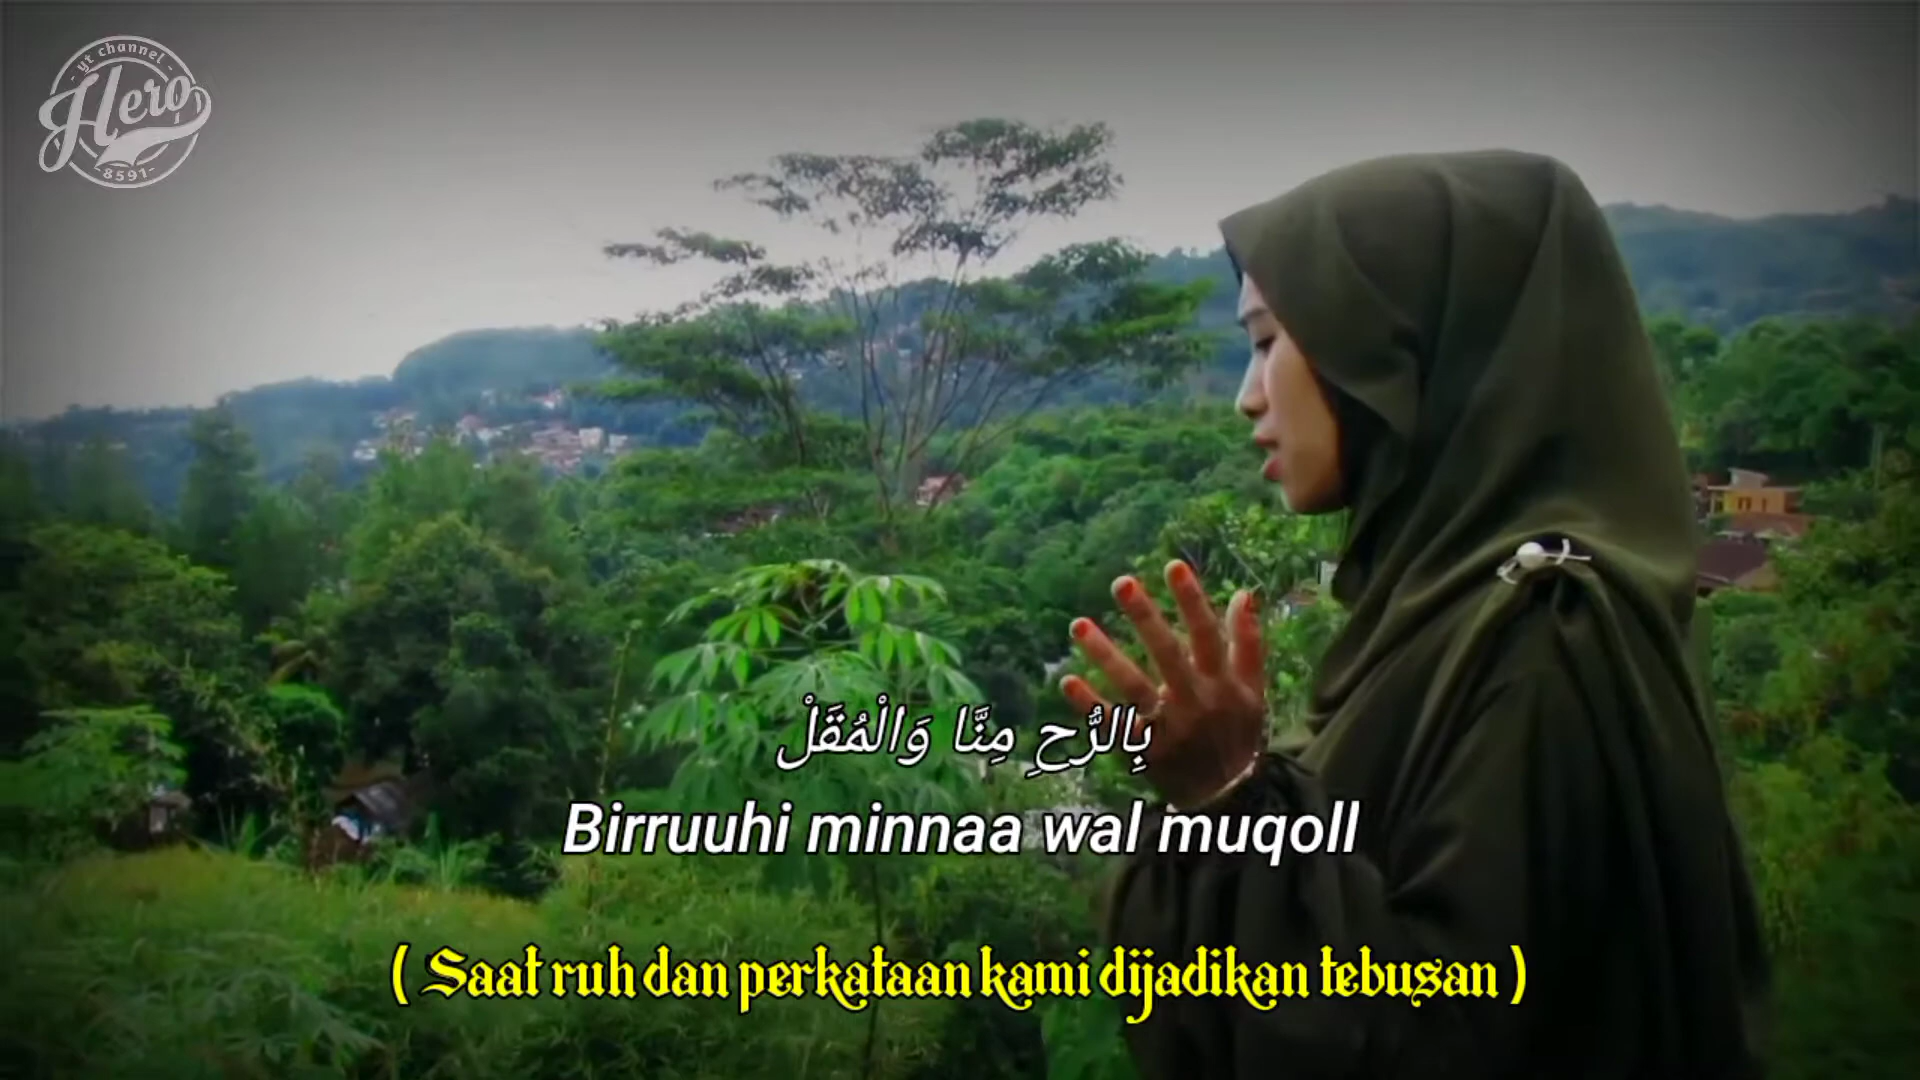 - yt channel -
Hero
-8591-
بِالرُّحِ مِنَّا وَالْمُقَلْ
Birruuhi minnaa wal muqoll
( Saat ruh dan perkataan kami dijadikan tebusan )